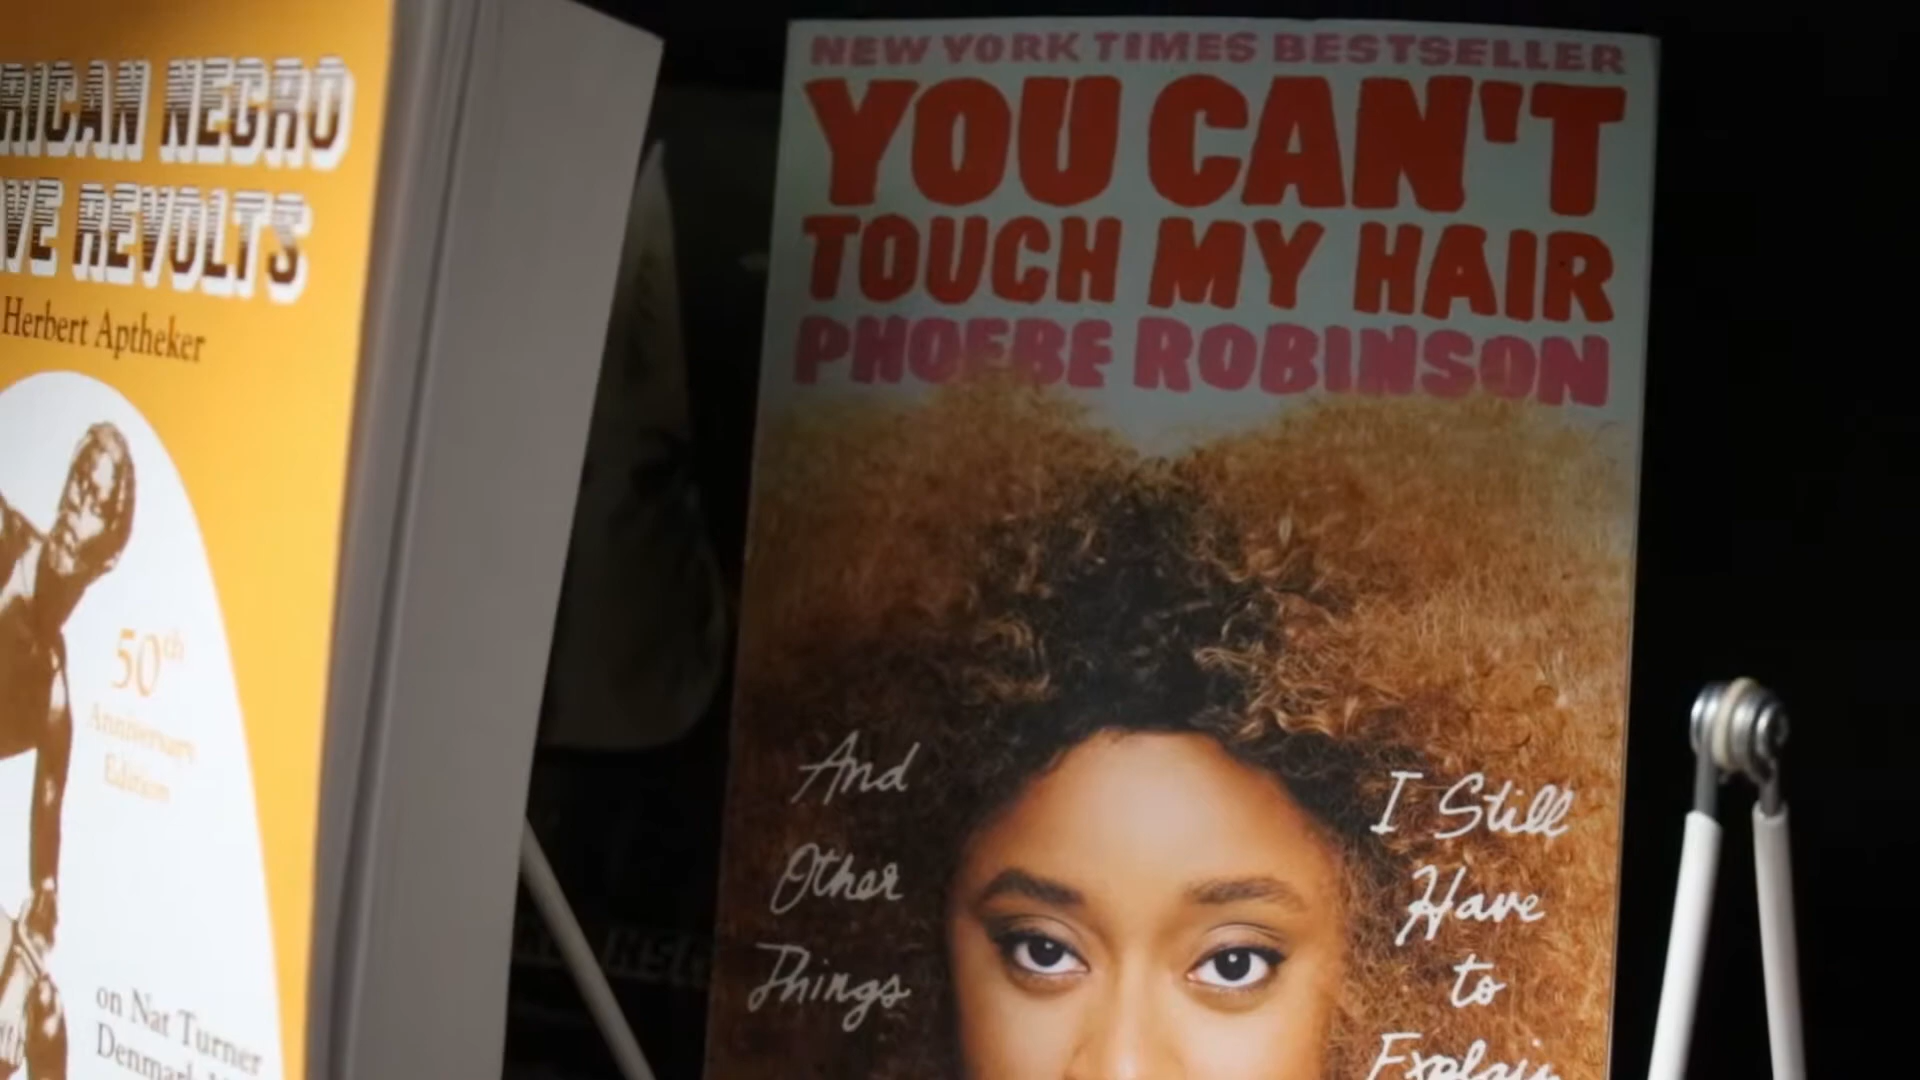 RICAN NEGRO
VE REVOLTS
Herbert Aptheker
50th
Anniversary
Edition
on Nat Turner
NEW YORK TIMES BESTSELLER
YOU CAN'T
TOUCH MY HAIR
PHOEBE ROBINSON
And
Other
Things
I Still
Have
to
Explain